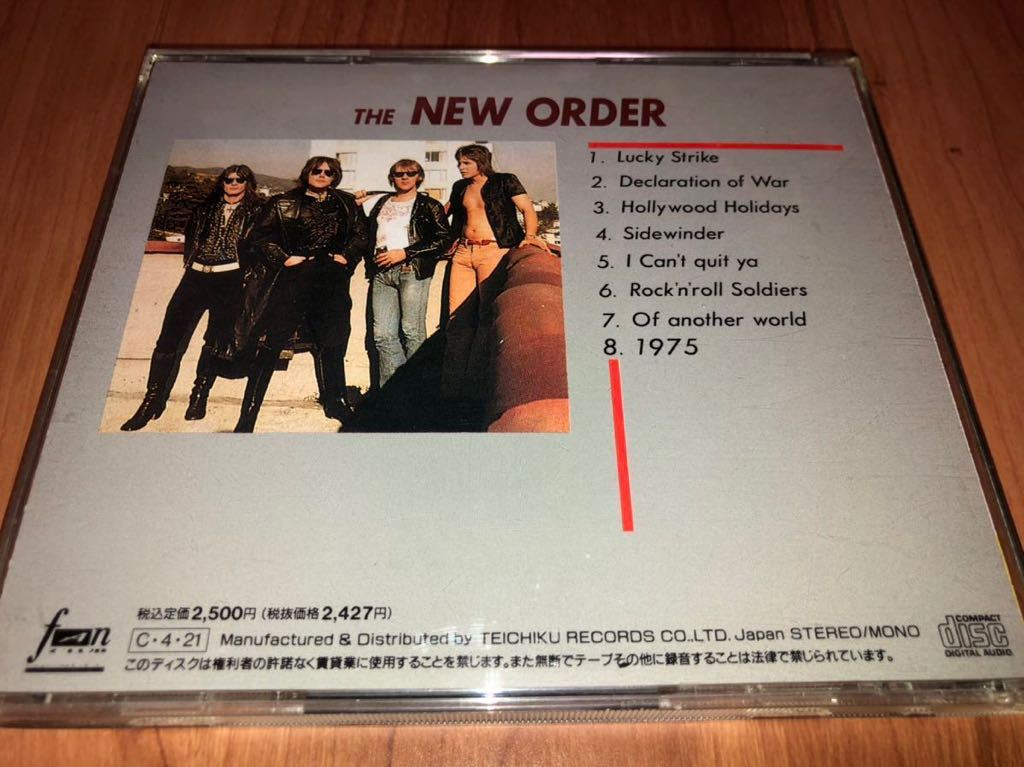 THE NEW ORDER
1. Lucky Strike
2. Declaration of War
3. Hollywood Holidays
4. Sidewinder
5. I Can't quit ya
6. Rock'n'roll Soldiers
7. Of another world
8. 1975
税込定価2,500円(税抜価格2,427円)
C・4・21 Manufactured & Distributed by TEICHIKU RECORDS CO.,LTD. Japan STEREO/MONO
このディスクは権利者の許諾なく賃貸業に使用することを禁じます。また無断でテープその他に録音することは法律で禁じられています。
fan
COMPACT
disc
DIGITAL AUDIO